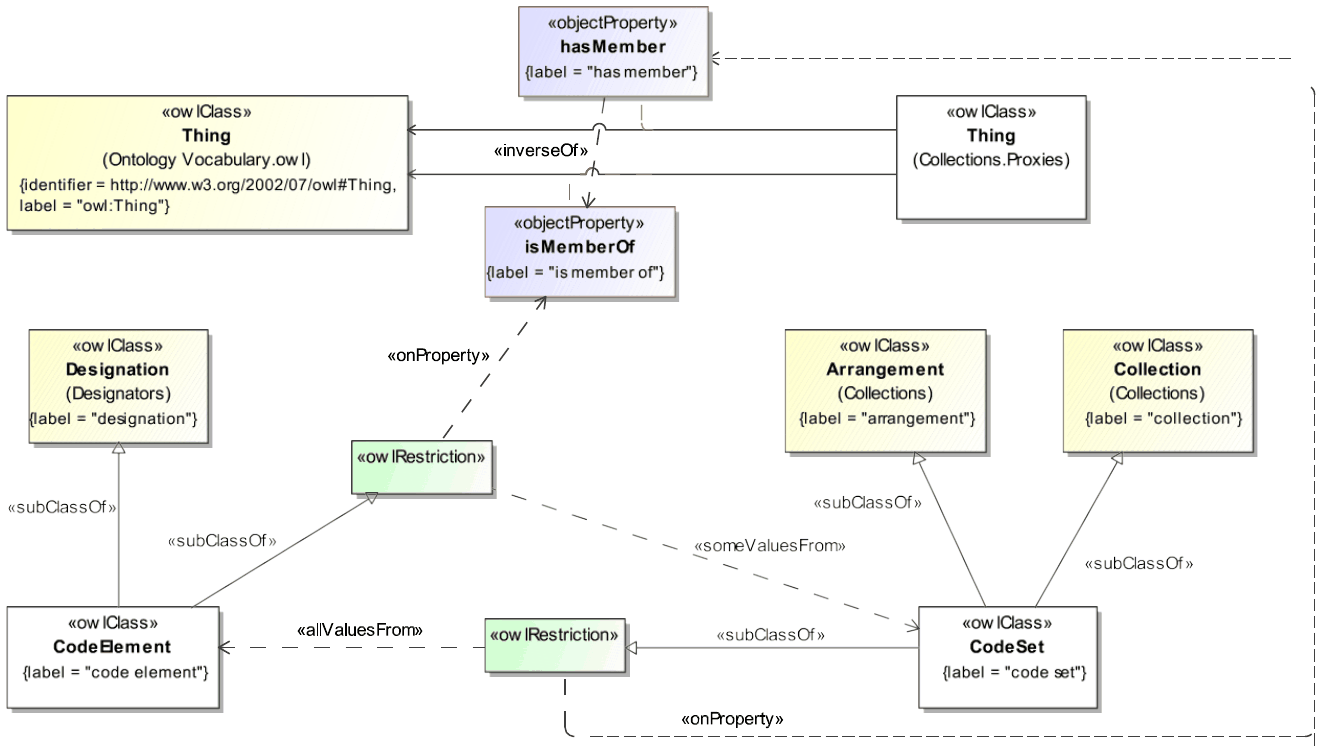 «objectProperty»
hasMember
{label = "has member"}
«owlClass»
Thing
(Ontology Vocabulary.owl)
{identifier = http://www.w3.org/2002/07/owl#Thing,
label = "owl:Thing"}
«inverseOf»
«owlClass»
Thing
(Collections.Proxies)
«objectProperty»
isMemberOf
{label = "is member of"}
«onProperty»
«owlClass»
Designation
(Designators)
{label = "designation"}
«owlClass»
Arrangement
(Collections)
{label = "arrangement"}
«owlClass»
Collection
(Collections)
{label = "collection"}
«owlRestriction»
«subClassOf»
«subClassOf»
«someValuesFrom»
«subClassOf»
«subClassOf»
«owlClass»
CodeElement
{label = "code element"}
«allValuesFrom»
«owlRestriction»
«subClassOf»
«owlClass»
CodeSet
{label = "code set"}
«onProperty»